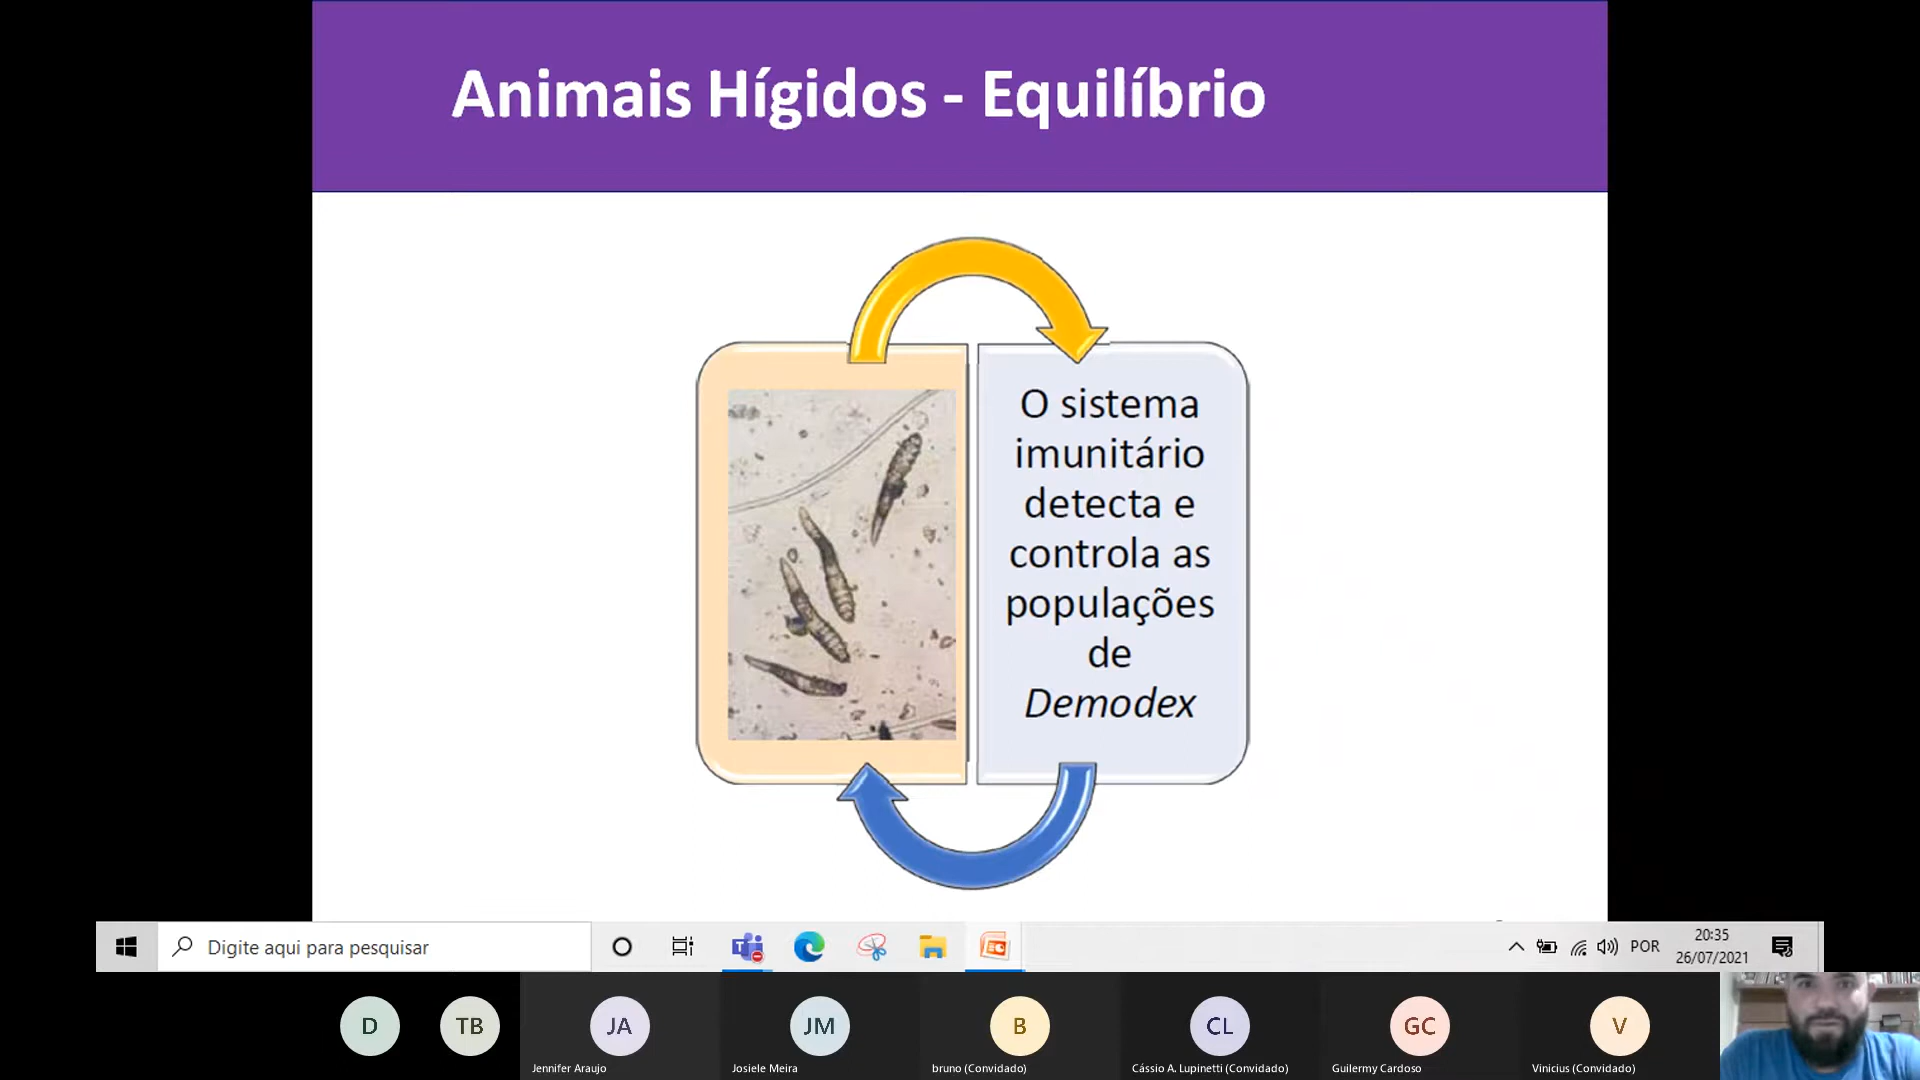 Animais Hígidos - Equilíbrio
O sistema
imunitário
detecta e
controla as
populações
de
Demodex
Digite aqui para pesquisar
POR
20:35
26/07/2021
D
TB
JA
JM
B
CL
GC
V
Jennifer Araujo
Josiele Meira
bruno (Convidado)
Cássio A. Lupinetti (Convidado)
Guilermy Cardoso
Vinicius (Convidado)